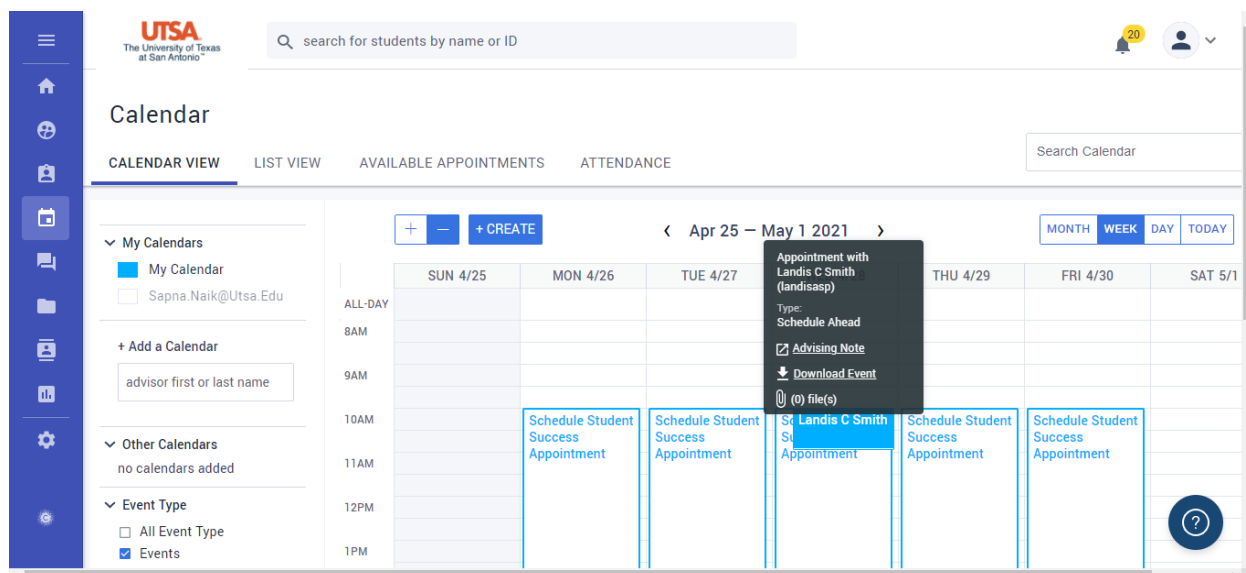 UTSA
The University of Texas
at San Antonio™
search for students by name or ID
20
Calendar
CALENDAR VIEW
LIST VIEW
AVAILABLE APPOINTMENTS
ATTENDANCE
Search Calendar
My Calendars
My Calendar
Sapna.Naik@Utsa.Edu
+ Add a Calendar
advisor first or last name
Other Calendars
no calendars added
Event Type
All Event Type
Events
+ CREATE
Apr 25 — May 1 2021
MONTH
WEEK
DAY
TODAY
SUN 4/25
MON 4/26
TUE 4/27
THU 4/29
FRI 4/30
SAT 5/1
ALL-DAY
8AM
9AM
10AM
11AM
12PM
1PM
Appointment with
Landis C Smith
(landisasp)
Type:
Schedule Ahead
Advising Note
Download Event
(0) file(s)
Schedule Student
Success
Appointment
Schedule Student
Success
Appointment
Landis C Smith
Appointment
Schedule Student
Success
Appointment
Schedule Student
Success
Appointment